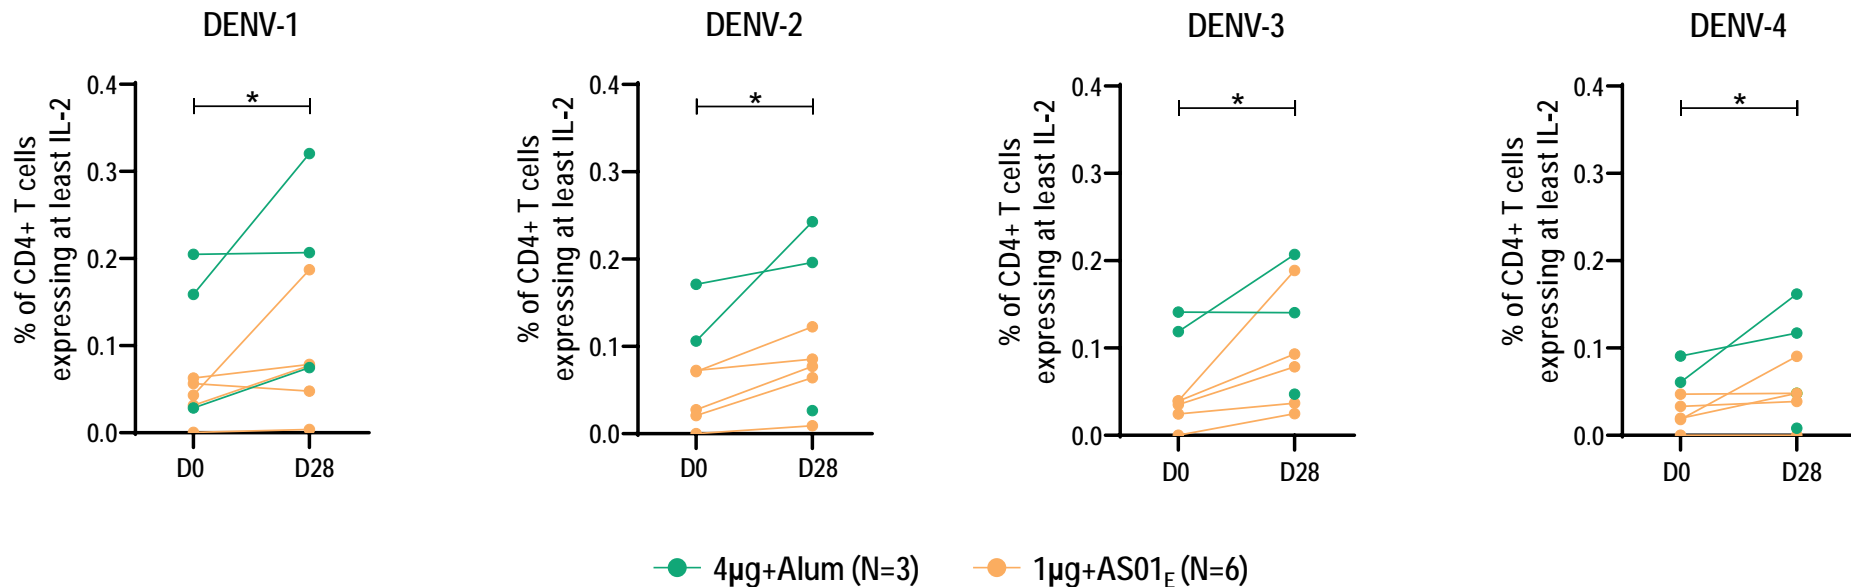 DENV-1
DENV-2
DENV-3
DENV-4
% of CD4+ T cells
expressing at least IL-2
0.4
0.3
0.2
0.1
0.0
*
D0
D28
% of CD4+ T cells
expressing at least IL-2
0.4
0.3
0.2
0.1
0.0
*
D0
D28
% of CD4+ T cells
expressing at least IL-2
0.4
0.3
0.2
0.1
0.0
*
D0
D28
% of CD4+ T cells
expressing at least IL-2
0.4
0.3
0.2
0.1
0.0
*
D0
D28
4µg+Alum (N=3)
1µg+AS01E (N=6)